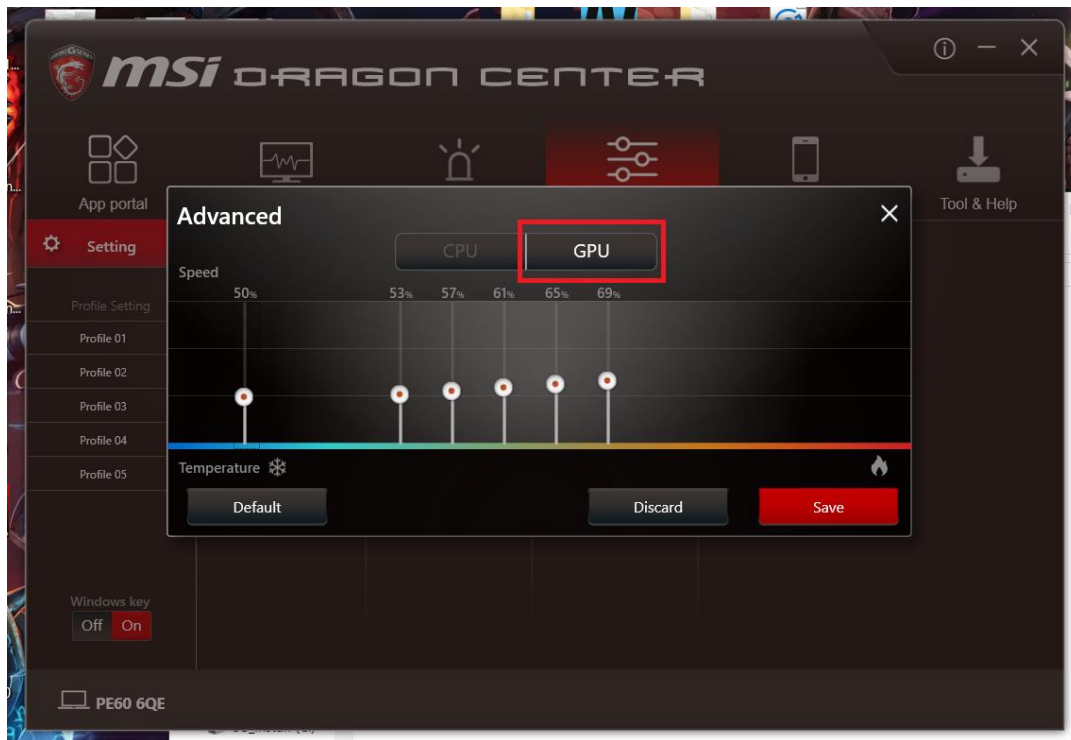 msi DRAGON CENTER
App portal
Tool & Help
Advanced
CPU
GPU
Setting
Speed
50%
53%
57%
61%
65%
69%
Profile Setting
Profile 01
Profile 02
Profile 03
Profile 04
Profile 05
Temperature
Default
Discard
Save
Windows key
Off
On
PE60 6QE